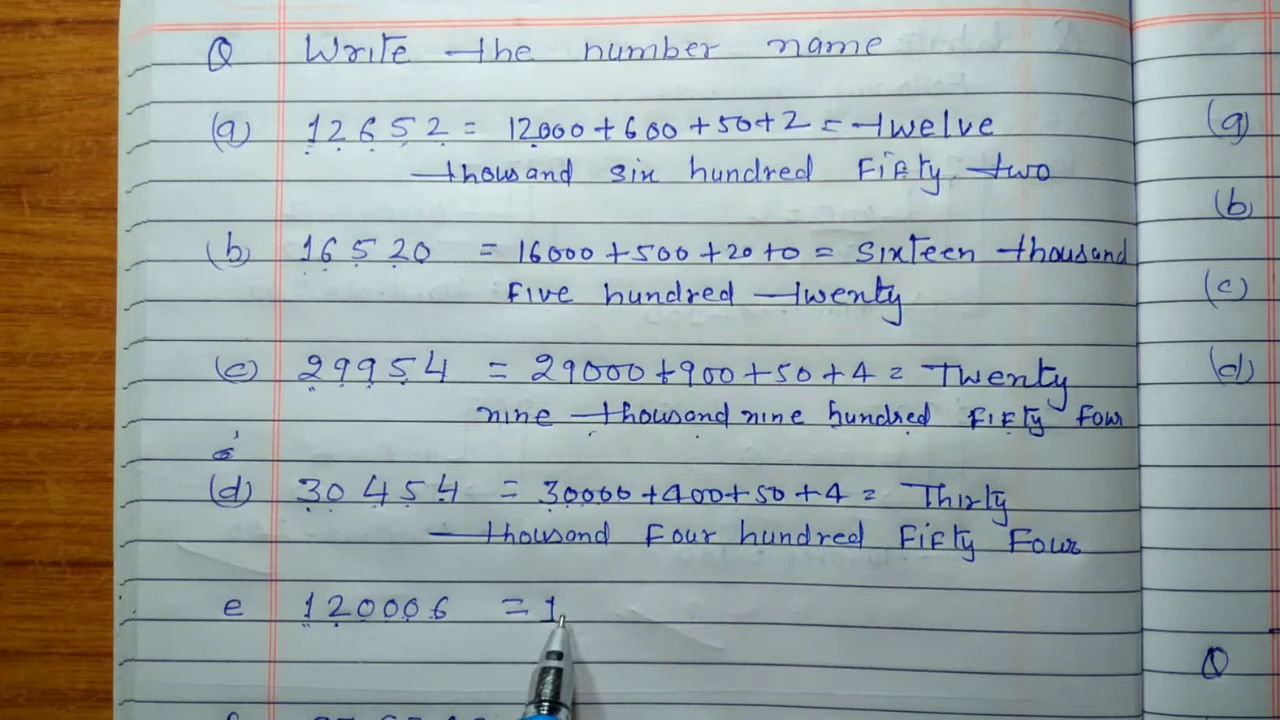 Q Write the number name
(a) 12652 = 12000+600+50+2 = twelve
thousand six hundred Fifty two
(b) 16520 = 16000+500+20+0 = sixteen thousand
Five hundred twenty
(c) 29954 = 29000+900+50+4 = Twenty
nine thousand nine hundred Fifty Four
(d) 30454 = 30000+400+50+4 = Thirty
thousand Four hundred Fifty Four
e 120006 = 1
(a)
(b)
(c)
(d)
Q